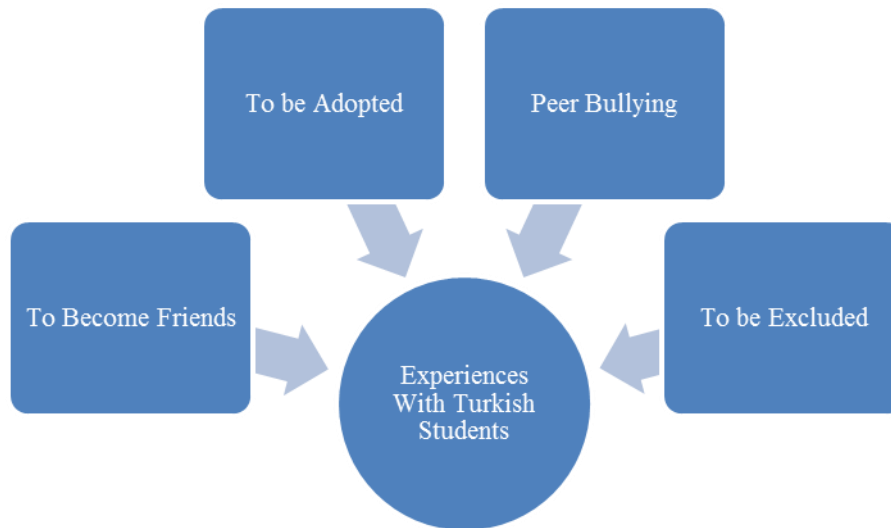 To be Adopted
Peer Bullying
To Become Friends
To be Excluded
Experiences
With Turkish
Students